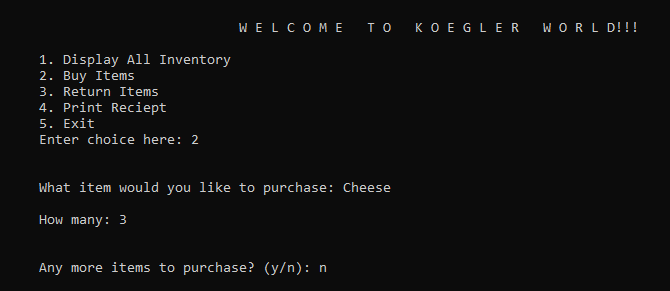 W E L C O M E   T O   K O E G L E R   W O R L D!!!
1. Display All Inventory
2. Buy Items
3. Return Items
4. Print Reciept
5. Exit
Enter choice here: 2
What item would you like to purchase: Cheese
How many: 3
Any more items to purchase? (y/n): n